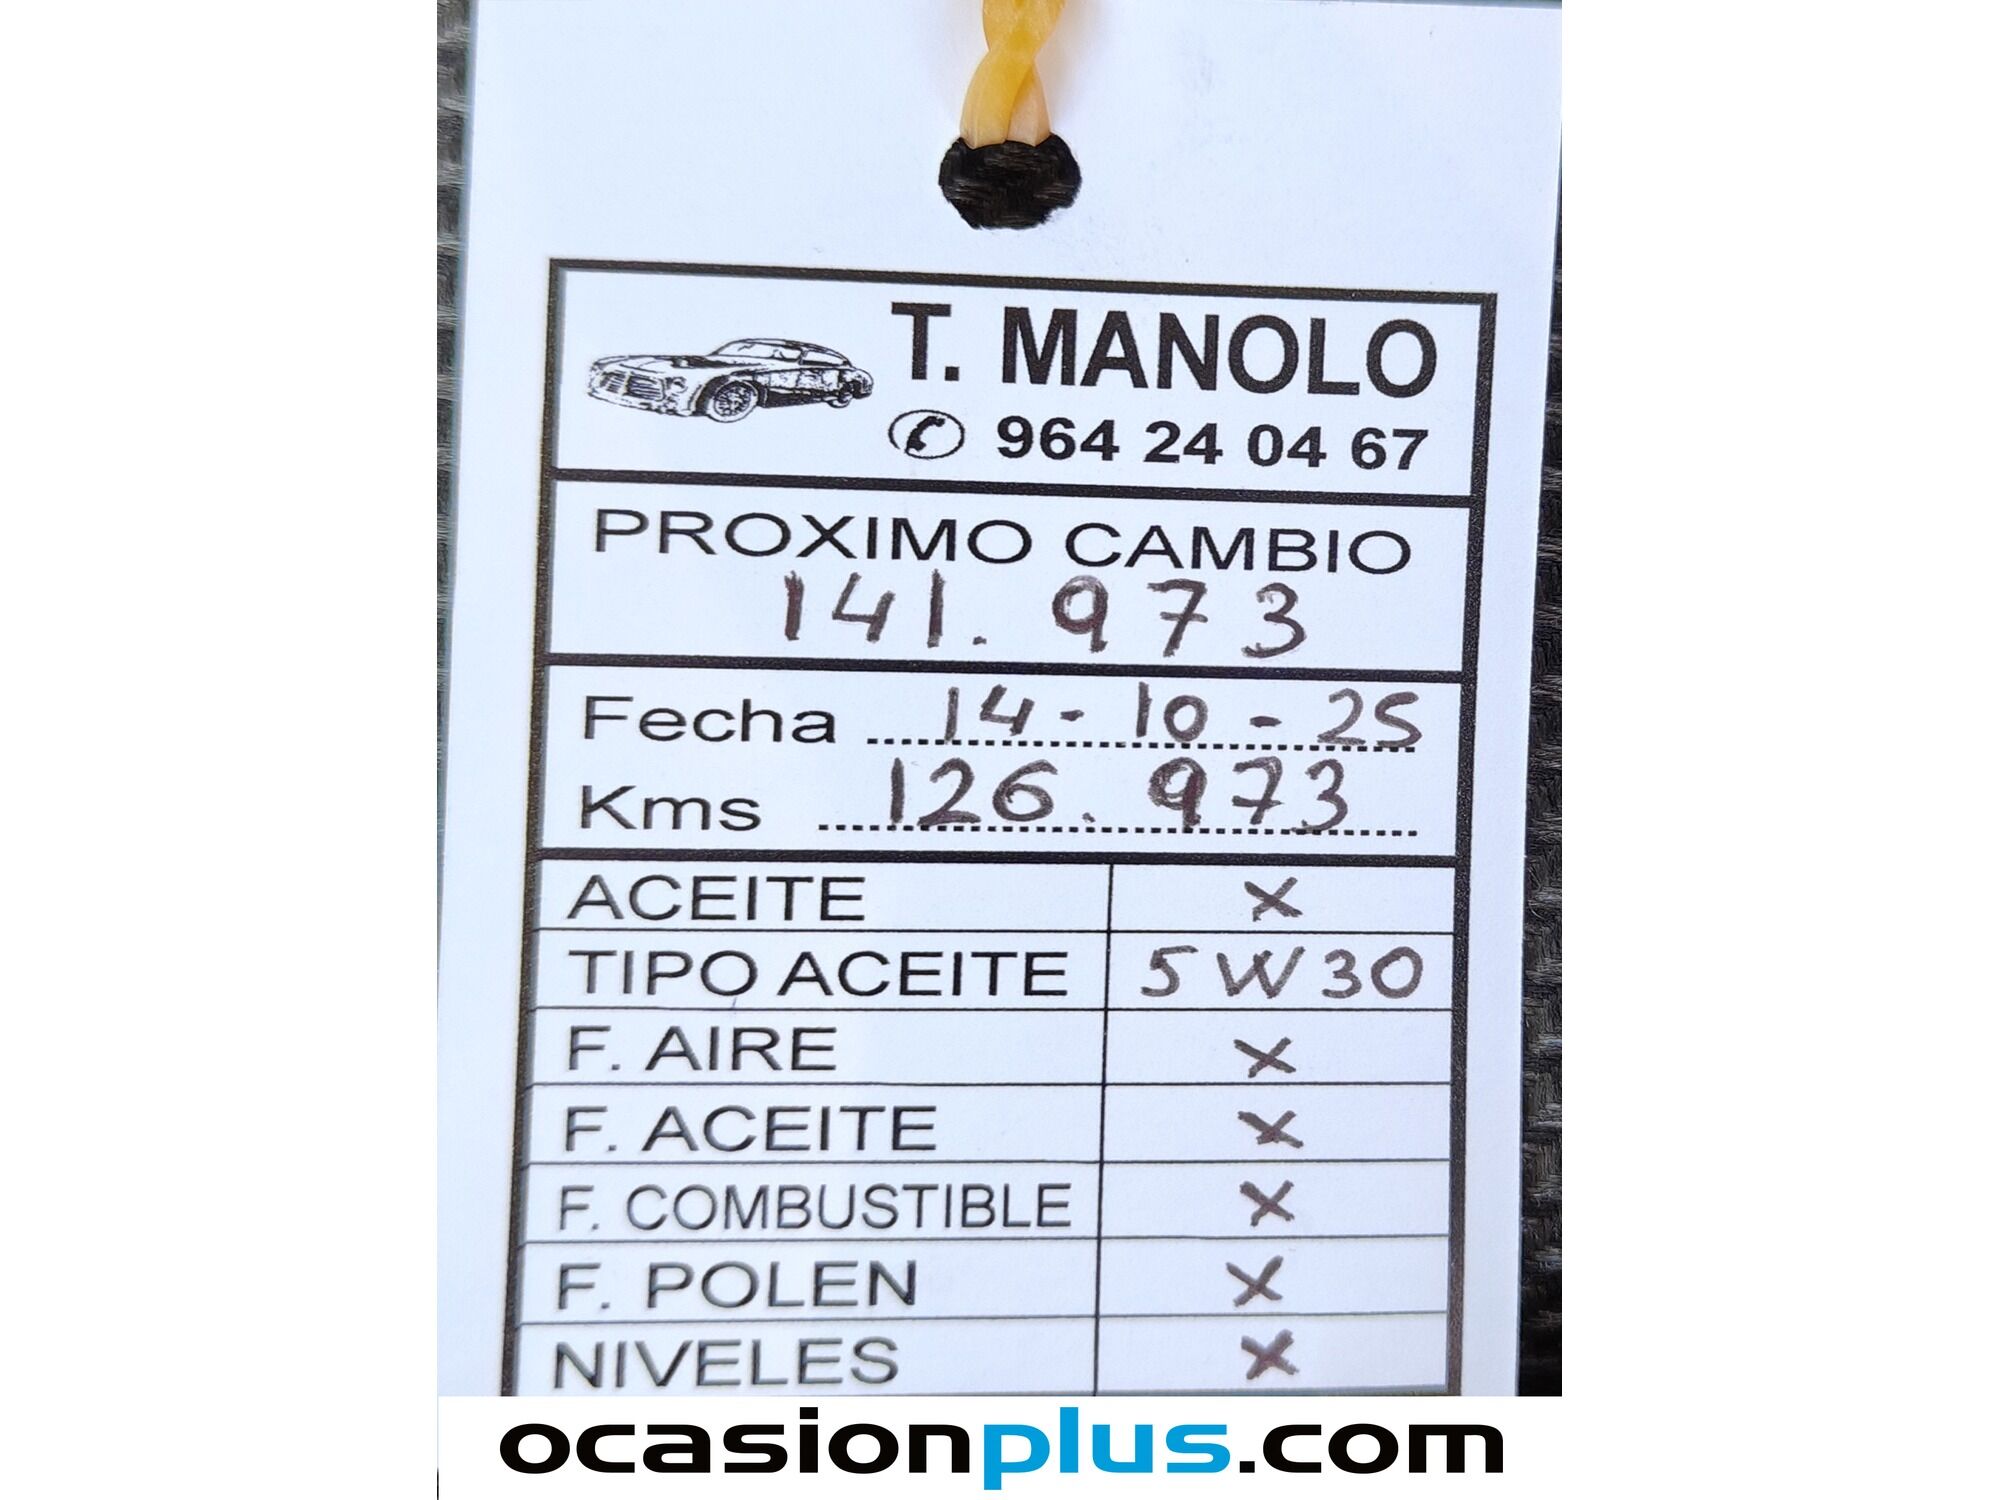 T. MANOLO
964 24 04 67
PROXIMO CAMBIO
141.973
Fecha 14-10-25
Kms 126.973
ACEITE X
TIPO ACEITE 5W30
F. AIRE X
F. ACEITE X
F. COMBUSTIBLE X
F. POLEN X
NIVELES X
ocasionplus.com